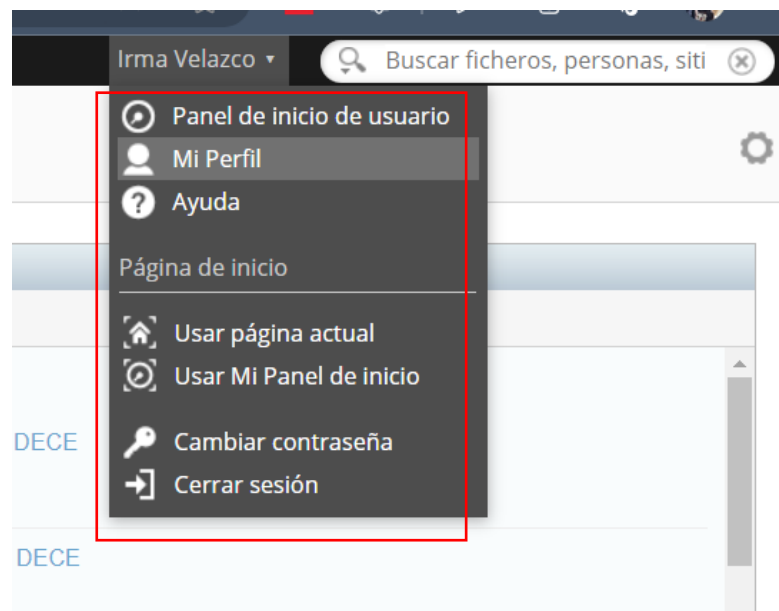 Irma Velazco
Buscar ficheros, personas, siti
Panel de inicio de usuario
Mi Perfil
Ayuda
Página de inicio
Usar página actual
Usar Mi Panel de inicio
DECE
Cambiar contraseña
Cerrar sesión
DECE